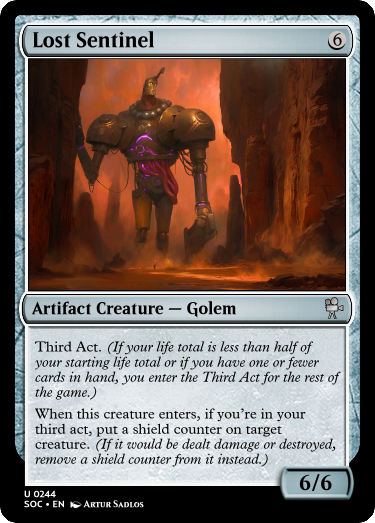 Lost Sentinel 6
Artifact Creature — Golem
Third Act. (If your life total is less than half of
your starting life total or if you have one or fewer
cards in hand, you enter the Third Act for the rest of
the game.)
When this creature enters, if you're in your
third act, put a shield counter on target
creature. (If it would be dealt damage or destroyed,
remove a shield counter from it instead.)
6/6
U 0244
SOC • EN Artur Sadlos